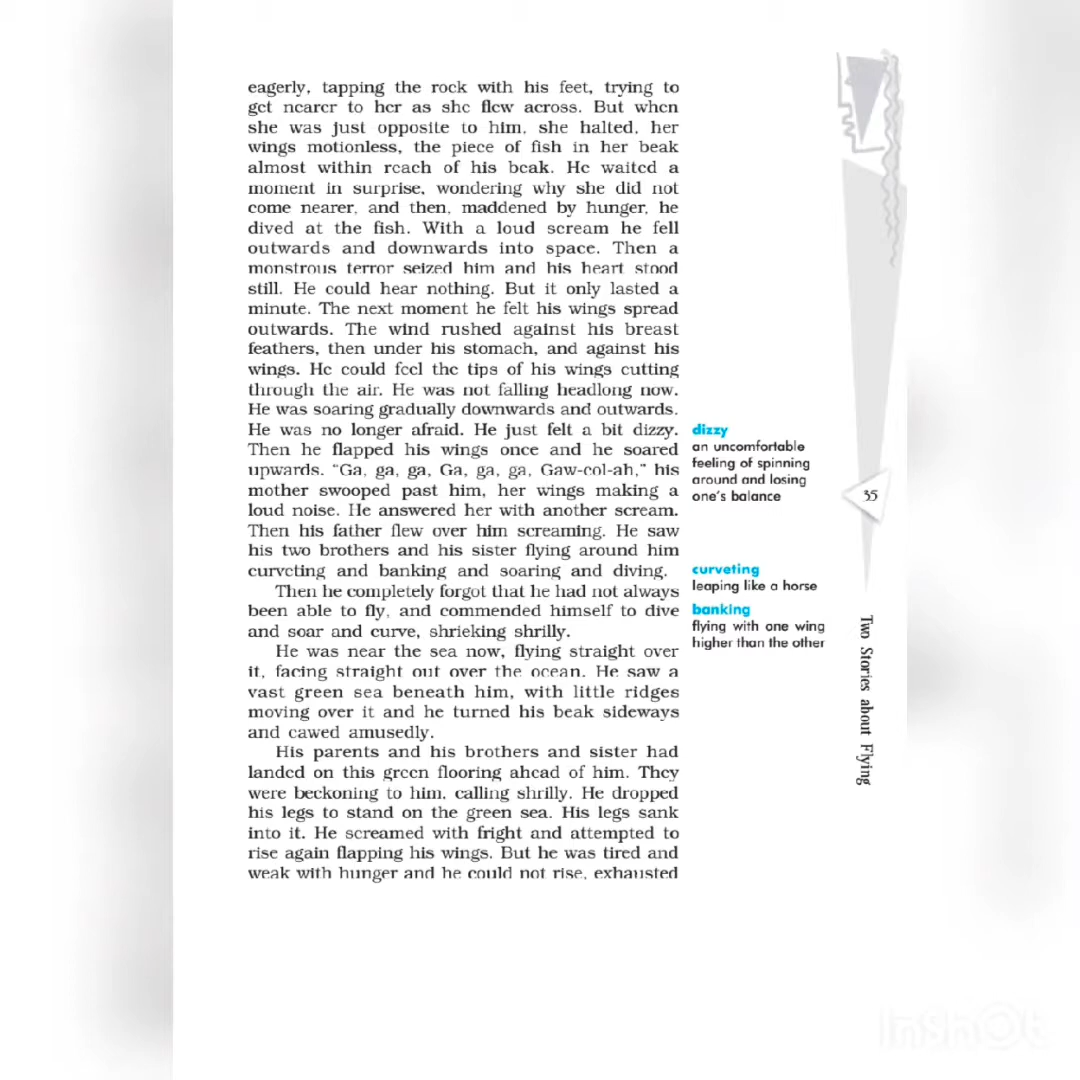 eagerly, tapping the rock with his feet, trying to
get nearer to her as she flew across. But when
she was just opposite to him, she halted, her
wings motionless, the piece of fish in her beak
almost within reach of his beak. He waited a
moment in surprise, wondering why she did not
come nearer, and then, maddened by hunger, he
dived at the fish. With a loud scream he fell
outwards and downwards into space. Then a
monstrous terror seized him and his heart stood
still. He could hear nothing. But it only lasted a
minute. The next moment he felt his wings spread
outwards. The wind rushed against his breast
feathers, then under his stomach, and against his
wings. He could feel the tips of his wings cutting
through the air. He was not falling headlong now.
He was soaring gradually downwards and outwards.
He was no longer afraid. He just felt a bit dizzy.
Then he flapped his wings once and he soared
upwards. “Ga, ga, ga, Ga, ga, ga, Gaw-col-ah,” his
mother swooped past him, her wings making a
loud noise. He answered her with another scream.
Then his father flew over him screaming. He saw
his two brothers and his sister flying around him
curveting and banking and soaring and diving.
Then he completely forgot that he had not always
been able to fly, and commended himself to dive
and soar and curve, shrieking shrilly.
He was near the sea now, flying straight over
it, facing straight out over the ocean. He saw a
vast green sea beneath him, with little ridges
moving over it and he turned his beak sideways
and cawed amusedly.
His parents and his brothers and sister had
landed on this green flooring ahead of him. They
were beckoning to him, calling shrilly. He dropped
his legs to stand on the green sea. His legs sank
into it. He screamed with fright and attempted to
rise again flapping his wings. But he was tired and
weak with hunger and he could not rise, exhausted
dizzy
an uncomfortable
feeling of spinning
around and losing
one's balance
curveting
leaping like a horse
banking
flying with one wing
higher than the other
35
Two Stories about Flying
InShOt